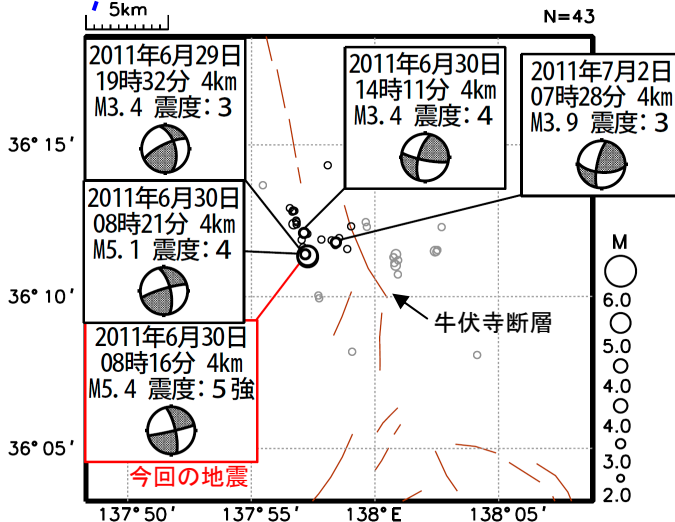 5km
N=43
2011年6月29日
19時32分 4km
M3.4 震度:3
2011年6月30日
14時11分 4km
M3.4 震度:4
2011年7月2日
07時28分 4km
M3.9 震度:3
36°15′
2011年6月30日
08時21分 4km
M5.1 震度:4
36°10′
牛伏寺断層
2011年6月30日
08時16分 4km
M5.4 震度:5強
今回の地震
36°05′
M
6.0
5.0
4.0
4.0
3.0
2.0
137°50′
137°55′
138°E
138°05′